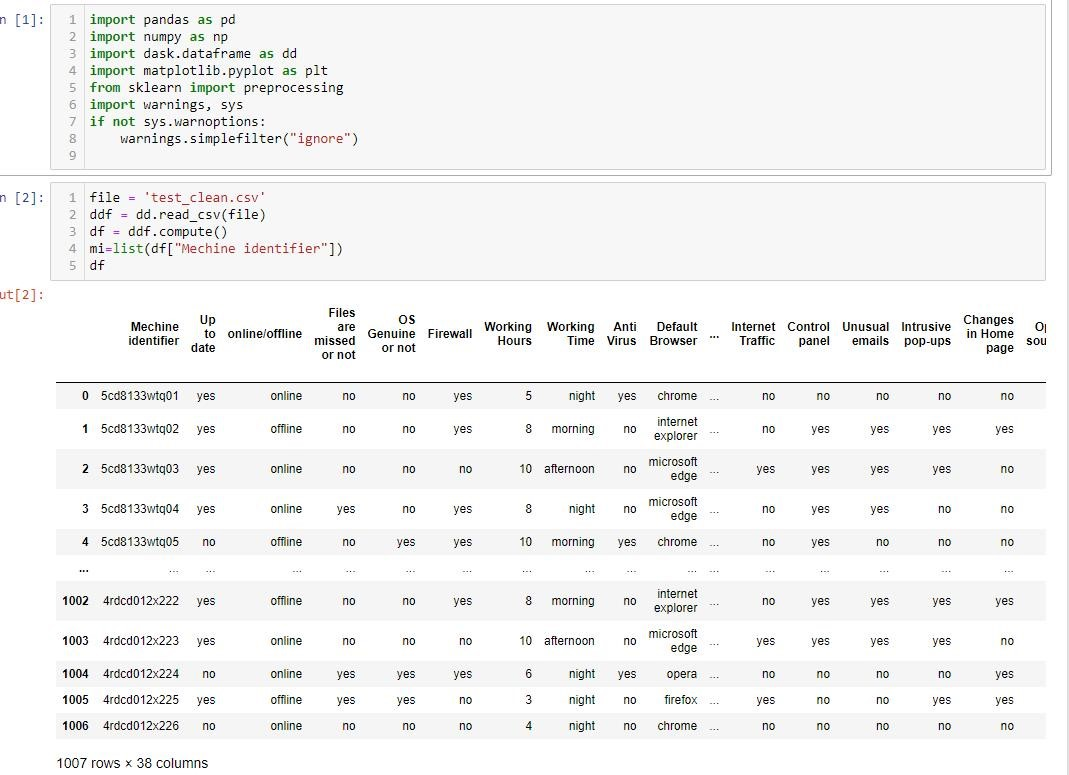 n [1]:
1 import pandas as pd
2 import numpy as np
3 import dask.dataframe as dd
4 import matplotlib.pyplot as plt
5 from sklearn import preprocessing
6 import warnings, sys
7 if not sys.warnoptions:
8     warnings.simplefilter("ignore")
9
n [2]:
1 file = 'test_clean.csv'
2 ddf = dd.read_csv(file)
3 df = ddf.compute()
4 mi=list(df["Mechine identifier"])
5 df
ut[2]:
Mechine identifier Up to date online/offline Files are missed or not OS Genuine or not Firewall Working Hours Working Time Anti Virus Default Browser ... Internet Traffic Control panel Unusual emails Intrusive pop-ups Changes in Home page
0 5cd8133wtq01 yes online no no yes 5 night yes chrome ... no no no no no
1 5cd8133wtq02 yes offline no no yes 8 morning no internet explorer ... no yes yes yes yes
2 5cd8133wtq03 yes online no no no 10 afternoon no microsoft edge ... yes yes yes yes no
3 5cd8133wtq04 yes online yes no yes 8 night no microsoft edge ... no yes yes no no
4 5cd8133wtq05 no offline no yes yes 10 morning yes chrome ... no yes no no no
... ... ... ... ... ... ... ... ... ... ... ... ... ... ... ... ...
1002 4rdcd012x222 yes offline no no yes 8 morning no internet explorer ... no yes yes yes yes
1003 4rdcd012x223 yes online no no no 10 afternoon no microsoft edge ... yes yes yes yes no
1004 4rdcd012x224 no online yes yes yes 6 night yes opera ... no no no no yes
1005 4rdcd012x225 yes offline yes yes no 3 night no firefox ... yes no no yes yes
1006 4rdcd012x226 no online no no no 4 night no chrome ... no no no no no
1007 rows × 38 columns